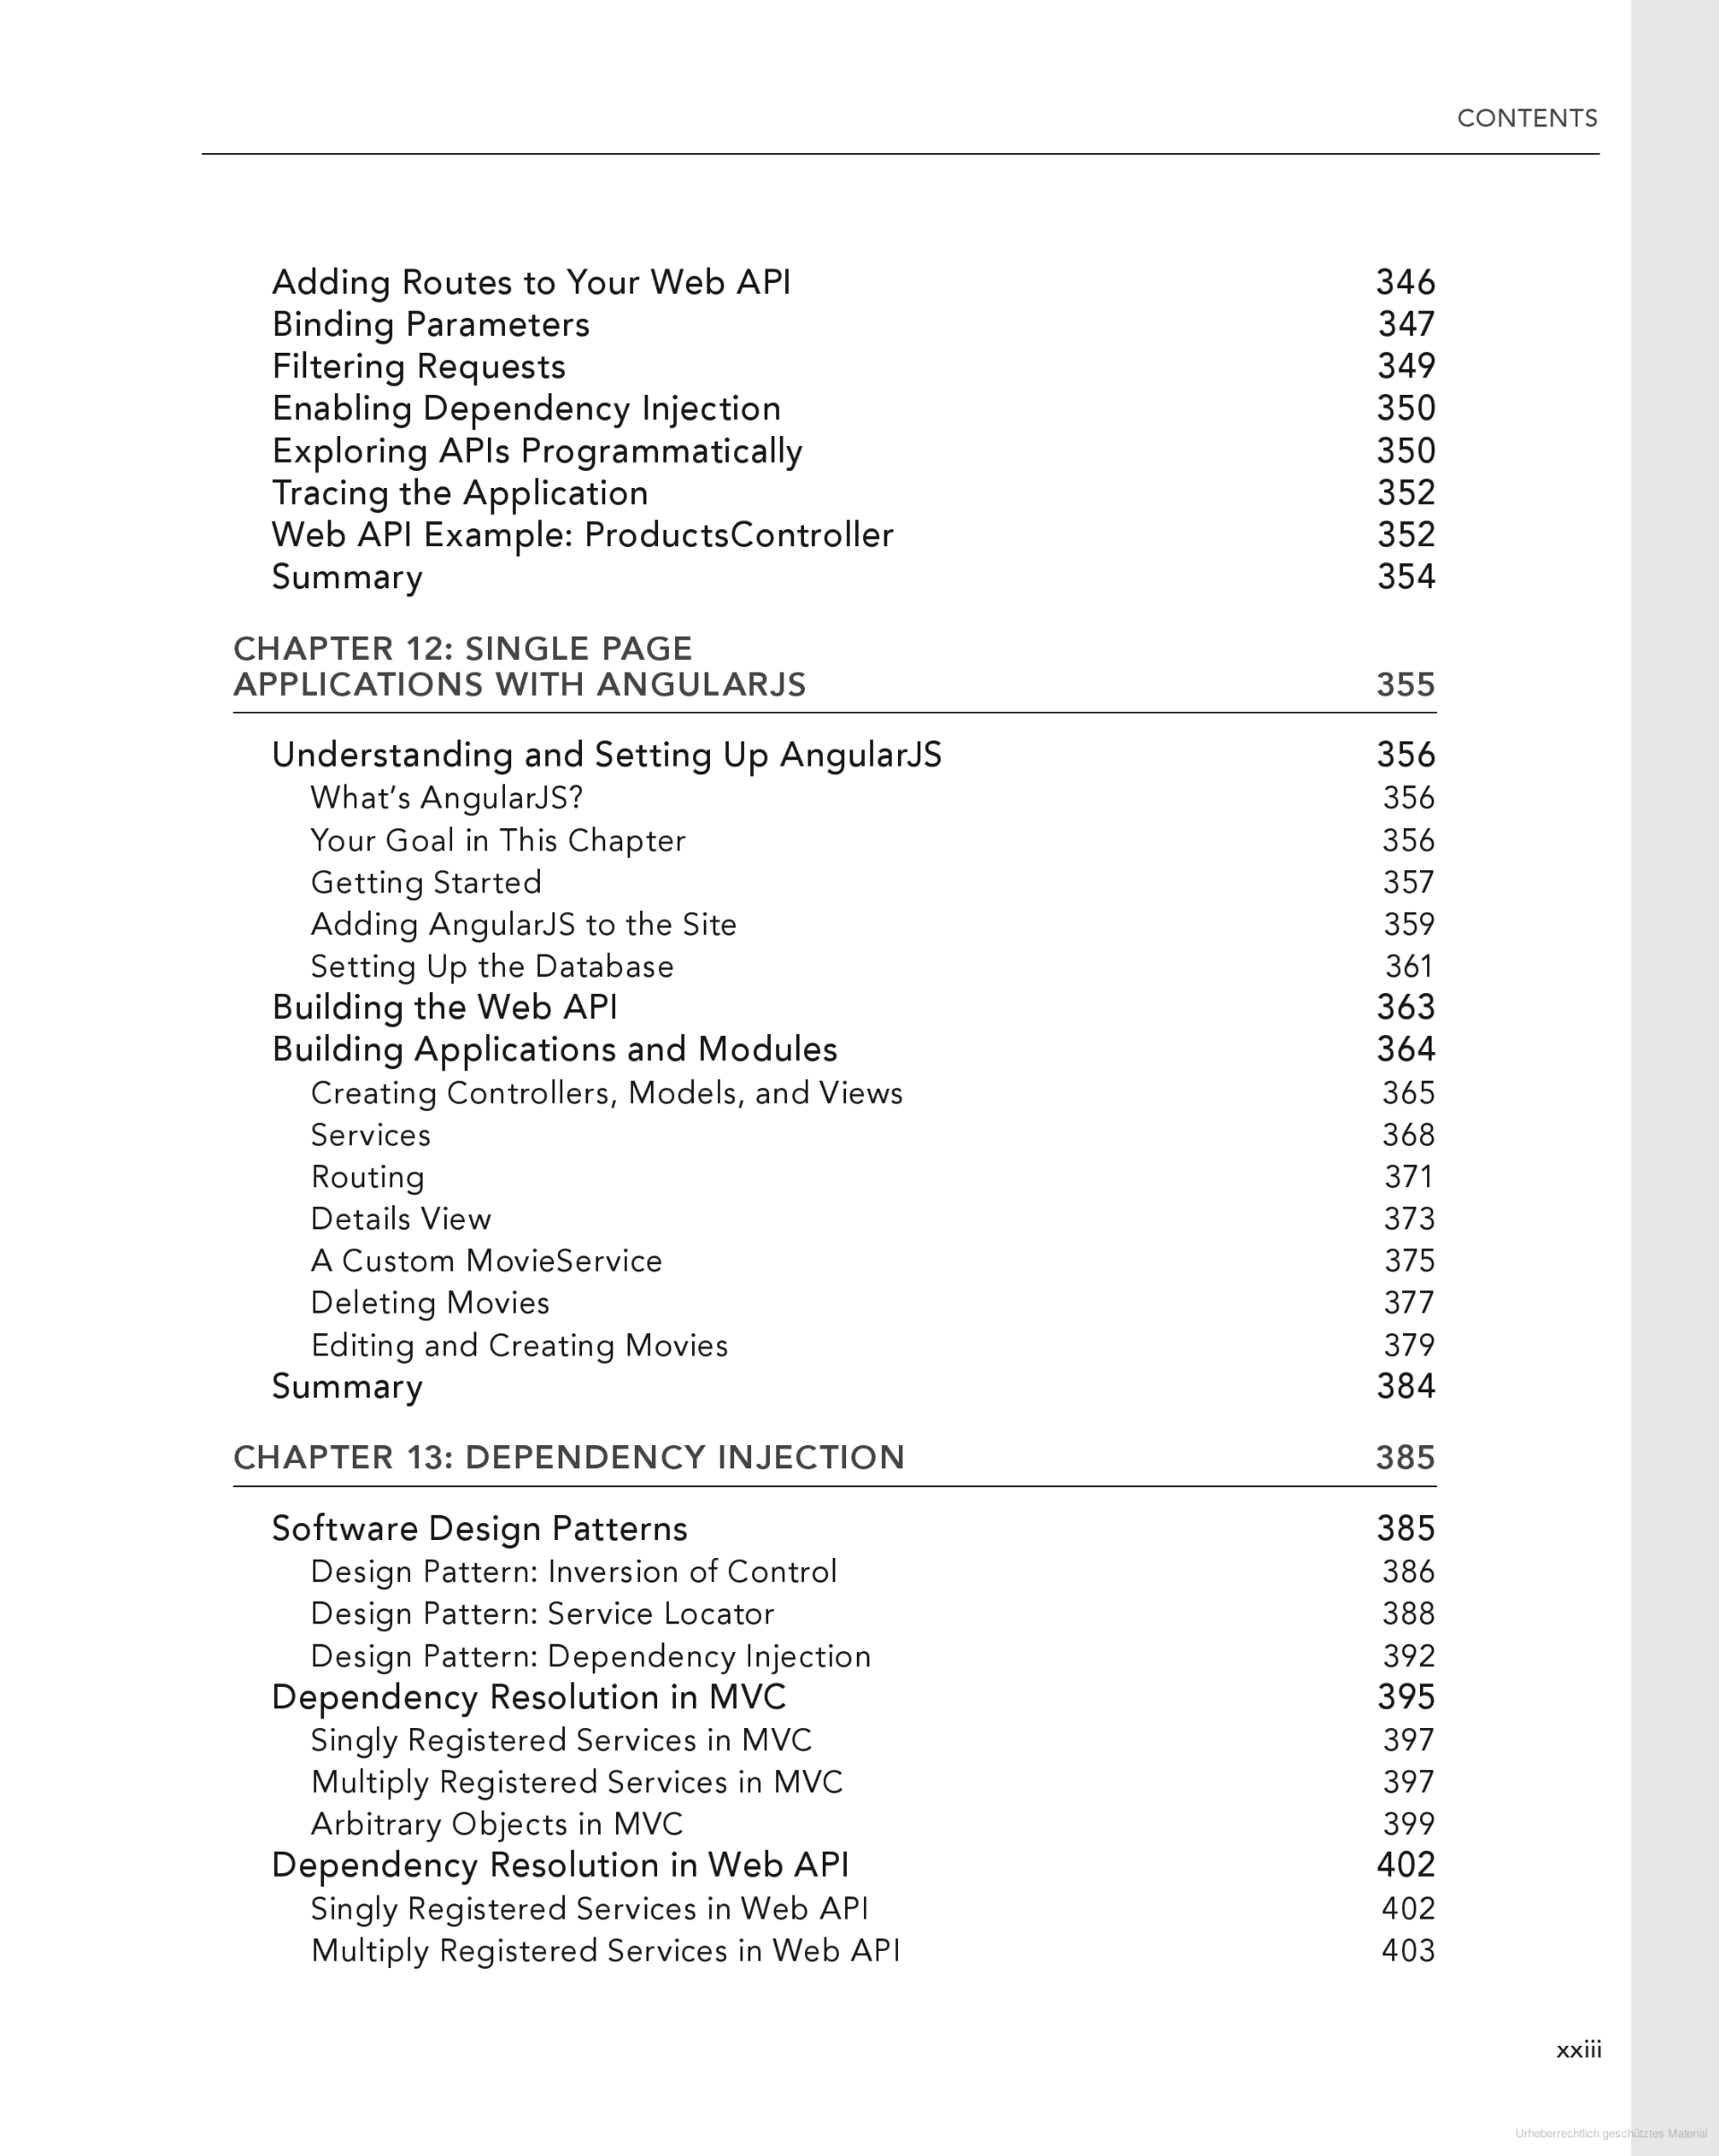 CONTENTS
Adding Routes to Your Web API 346
Binding Parameters 347
Filtering Requests 349
Enabling Dependency Injection 350
Exploring APIs Programmatically 350
Tracing the Application 352
Web API Example: ProductsController 352
Summary 354
CHAPTER 12: SINGLE PAGE
APPLICATIONS WITH ANGULARJS 355
Understanding and Setting Up AngularJS 356
What’s AngularJS? 356
Your Goal in This Chapter 356
Getting Started 357
Adding AngularJS to the Site 359
Setting Up the Database 361
Building the Web API 363
Building Applications and Modules 364
Creating Controllers, Models, and Views 365
Services 368
Routing 371
Details View 373
A Custom MovieService 375
Deleting Movies 377
Editing and Creating Movies 379
Summary 384
CHAPTER 13: DEPENDENCY INJECTION 385
Software Design Patterns 385
Design Pattern: Inversion of Control 386
Design Pattern: Service Locator 388
Design Pattern: Dependency Injection 392
Dependency Resolution in MVC 395
Singly Registered Services in MVC 397
Multiply Registered Services in MVC 397
Arbitrary Objects in MVC 399
Dependency Resolution in Web API 402
Singly Registered Services in Web API 402
Multiply Registered Services in Web API 403
xxiii
Urheberrechtlich geschütztes Material